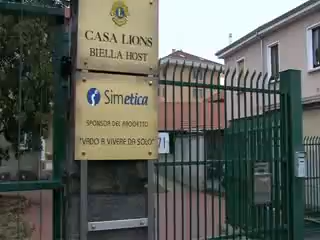 CASA LIONS
BIELLA HOST
Simetica
SPONSOR DEL PROGETTO
"VADO A VIVERE DA SOLO"
71